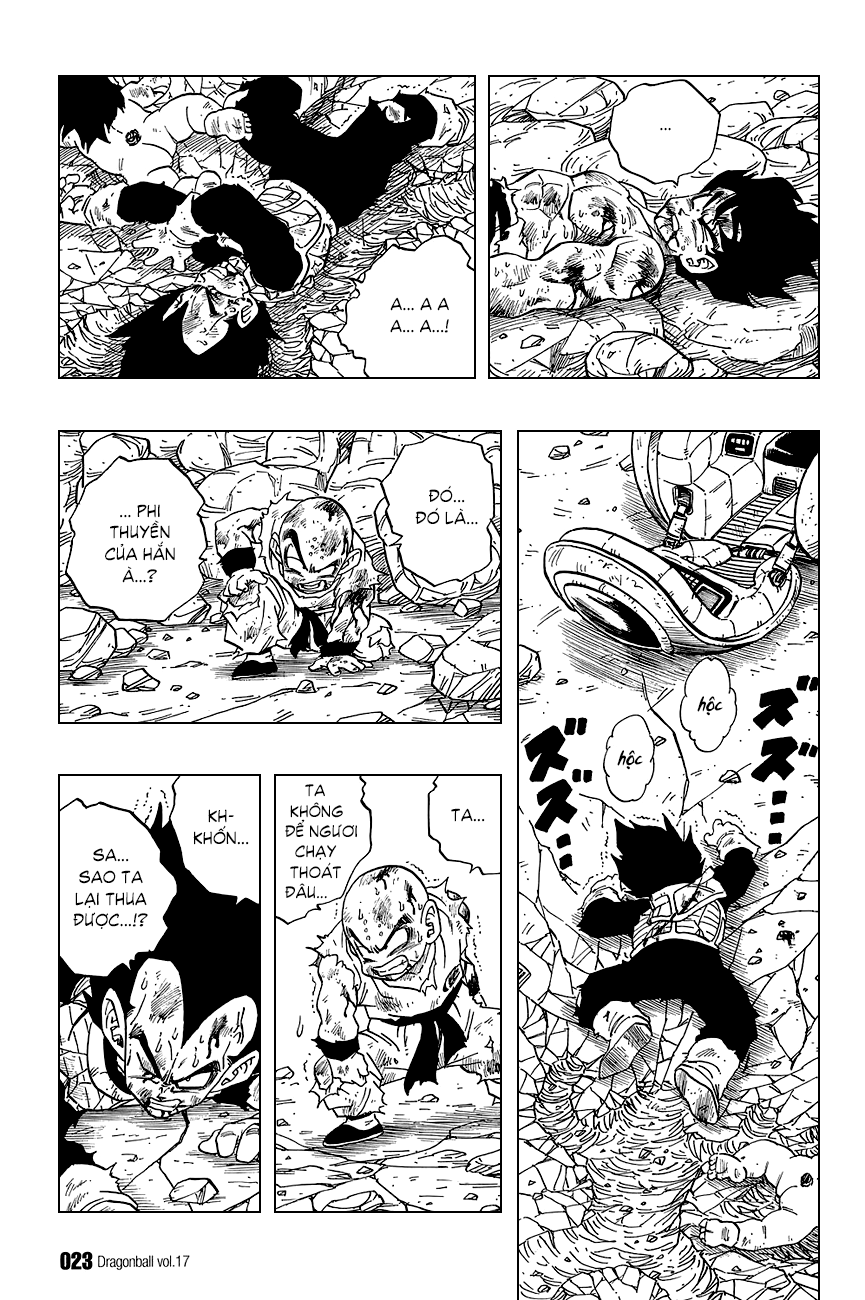 ...
A... A A
A... A...!
ズズ...
ズズ...
hộc
hộc
ĐÓ...
ĐÓ LÀ...
... PHI
THUYỀN
CỦA HẮN
À...?
TA...
TA
KHÔNG
ĐỂ NGƯƠI
CHẠY
THOÁT
ĐÂU...
KH-
KHỐN...
SA...
SAO TA
LẠI THUA
ĐƯỢC...!?
023 Dragonball vol.17